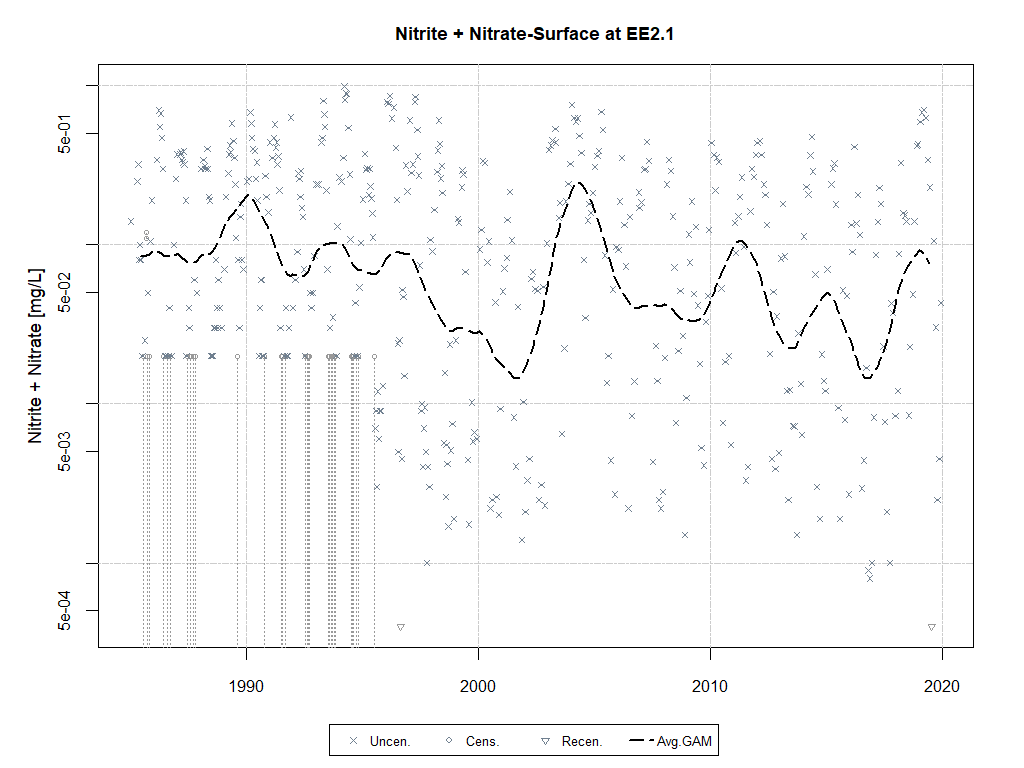 Nitrite + Nitrate-Surface at EE2.1
Nitrite + Nitrate [mg/L]
5e-01
5e-02
5e-03
5e-04
1990 2000 2010 2020
Uncen. Cens. Recen. Avg.GAM